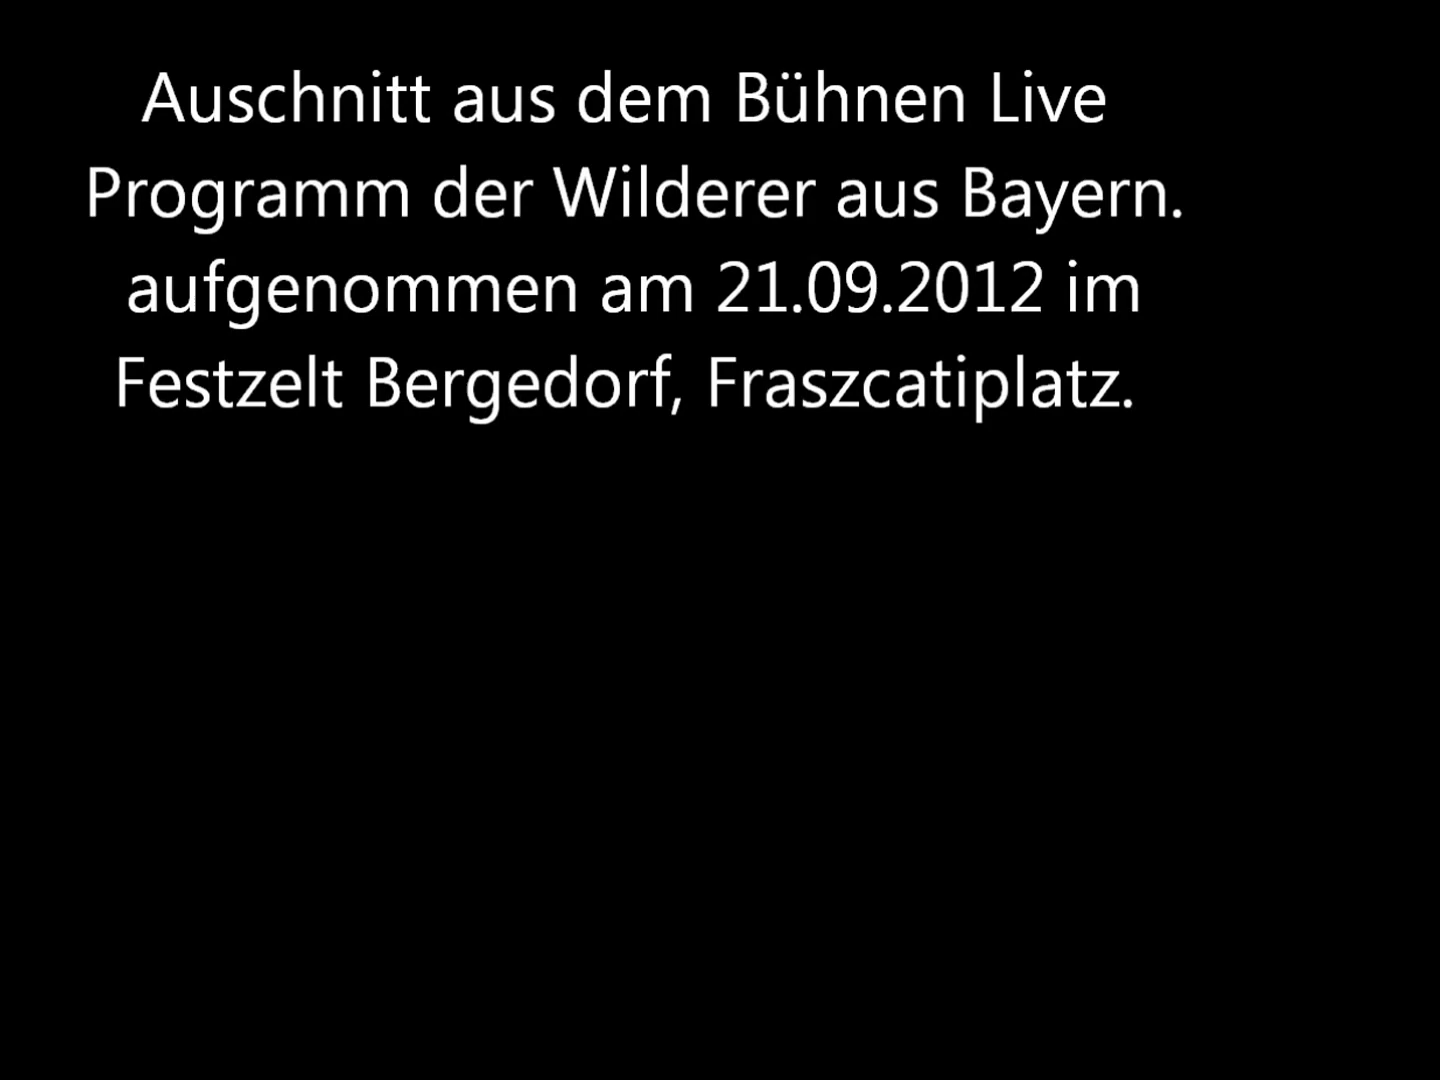 Auschnitt aus dem Bühnen Live
Programm der Wilderer aus Bayern.
aufgenommen am 21.09.2012 im
Festzelt Bergedorf, Fraszcatiplatz.